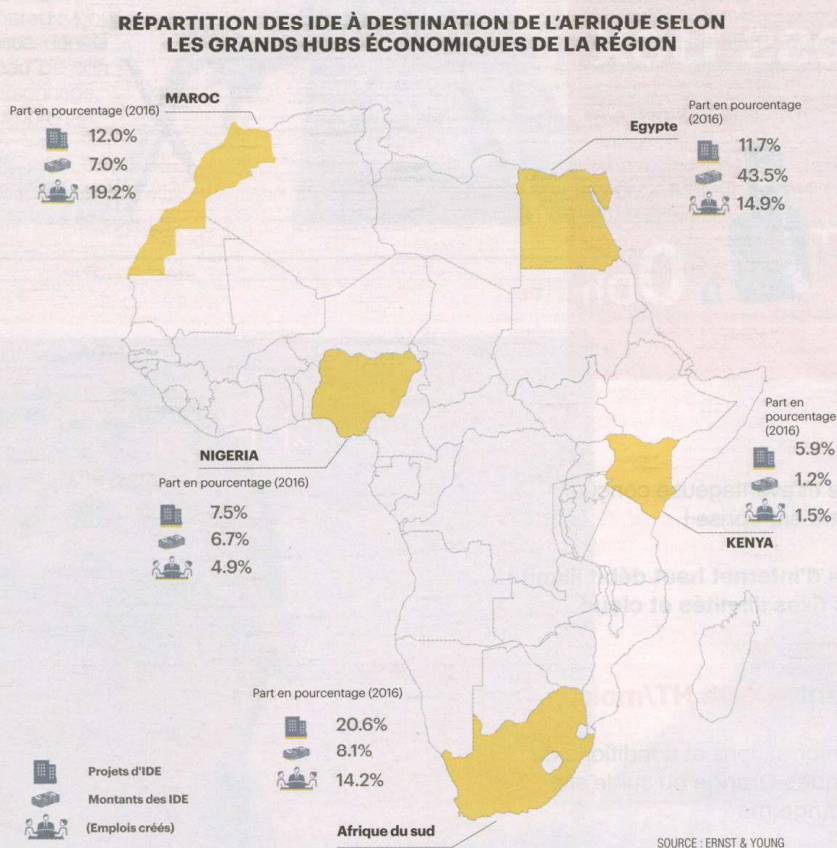 RÉPARTITION DES IDE À DESTINATION DE L'AFRIQUE SELON
LES GRANDS HUBS ÉCONOMIQUES DE LA RÉGION
MAROC
Part en pourcentage (2016)
12.0%
7.0%
19.2%
Egypte
Part en pourcentage
(2016)
11.7%
43.5%
14.9%
NIGERIA
Part en pourcentage (2016)
7.5%
6.7%
4.9%
Part en
pourcentage
(2016)
5.9%
1.2%
1.5%
KENYA
Part en pourcentage (2016)
20.6%
8.1%
14.2%
Afrique du sud
Projets d'IDE
Montants des IDE
(Emplois créés)
SOURCE : ERNST & YOUNG
d'internet haut débit illimité